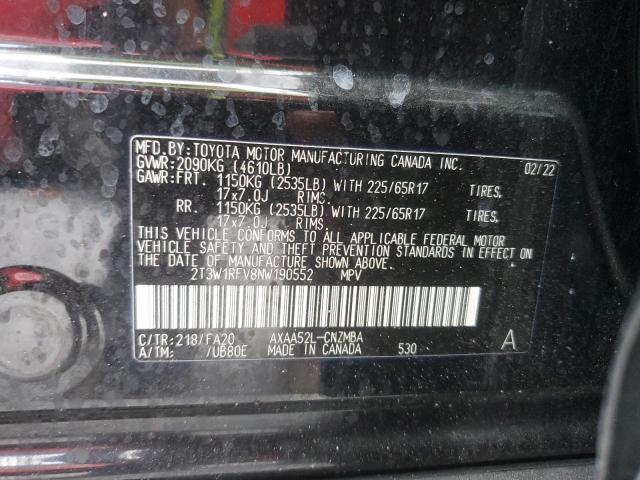 MFD.BY:TOYOTA MOTOR MANUFACTURING CANADA INC. 02/22
GVWR:2090KG (4610LB)
GAWR:FRT. 1150KG (2535LB) WITH 225/65R17 TIRES,
17x7.0J RIMS.
RR. 1150KG (2535LB) WITH 225/65R17 TIRES,
17x7.0J RIMS.
THIS VEHICLE CONFORMS TO ALL APPLICABLE FEDERAL MOTOR
VEHICLE SAFETY AND THEFT PREVENTION STANDARDS IN EFFECT ON
THE DATE OF MANUFACTURE SHOWN ABOVE.
2T3W1RFV8NW190552 MPV
C/TR:218/FA20 AXAA52L-CNZMBA A
A/TM: /UB80E MADE IN CANADA 530